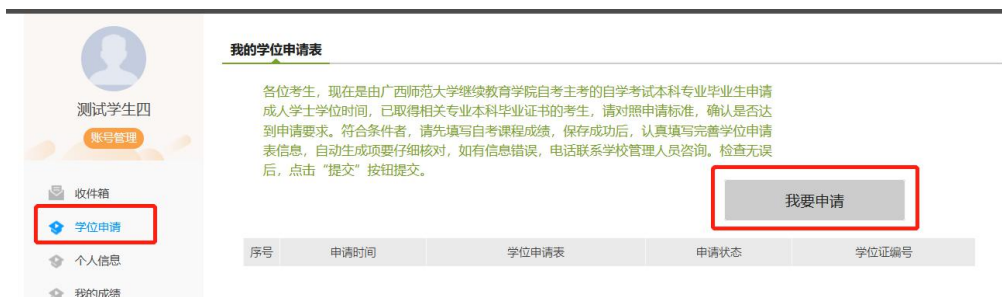 我的学位申请表
各位考生，现在是由广西师范大学继续教育学院自考主考的自学考试本科专业毕业生申请
成人学士学位时间，已取得相关专业本科毕业证书的考生，请对照申请标准，确认是否达
到申请要求。符合条件者，请先填写自考课程成绩，保存成功后，认真填写完善学位申请
表信息，自动生成项要仔细核对，如有信息错误，电话联系学校管理人员咨询。检查无误
后，点击“提交”按钮提交。
测试学生四
账号管理
收件箱
学位申请
个人信息
我的成绩
我要申请
序号 申请时间 学位申请表 申请状态 学位证编号